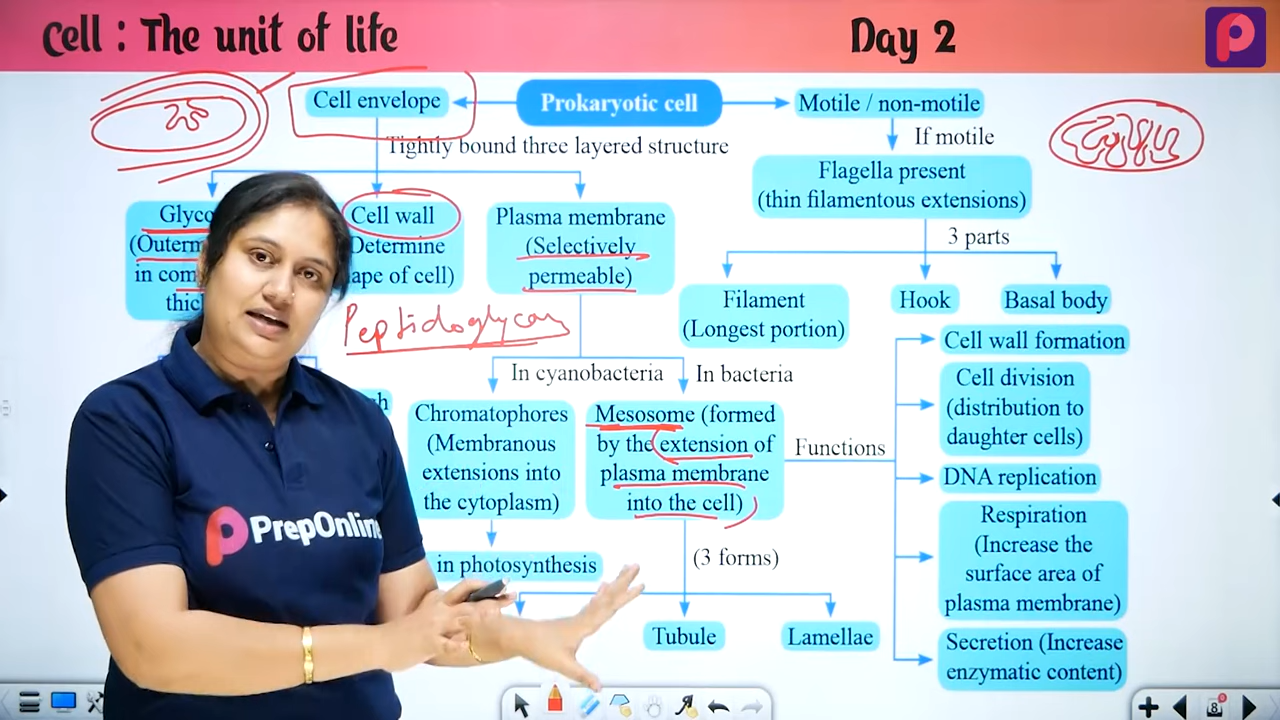 Cell : The unit of life
Day 2
Cell envelope
Prokaryotic cell
Motile / non-motile
Tightly bound three layered structure
If motile
Flagella present
(thin filamentous extensions)
3 parts
Filament
(Longest portion)
Hook
Basal body
Cell wall
Determine
of cell)
Plasma membrane
(Selectively
permeable)
in
Peptidoglycan
In cyanobacteria
In bacteria
Chromatophores
(Membranous
extensions into
the cytoplasm)
in photosynthesis
Mesosome (formed
by the extension of
plasma membrane
into the cell)
(3 forms)
Tubule
Lamellae
Functions
Cell wall formation
Cell division
(distribution to
daughter cells)
DNA replication
Respiration
(Increase the
surface area of
plasma membrane)
Secretion (Increase
enzymatic content)
PrepOnline
8